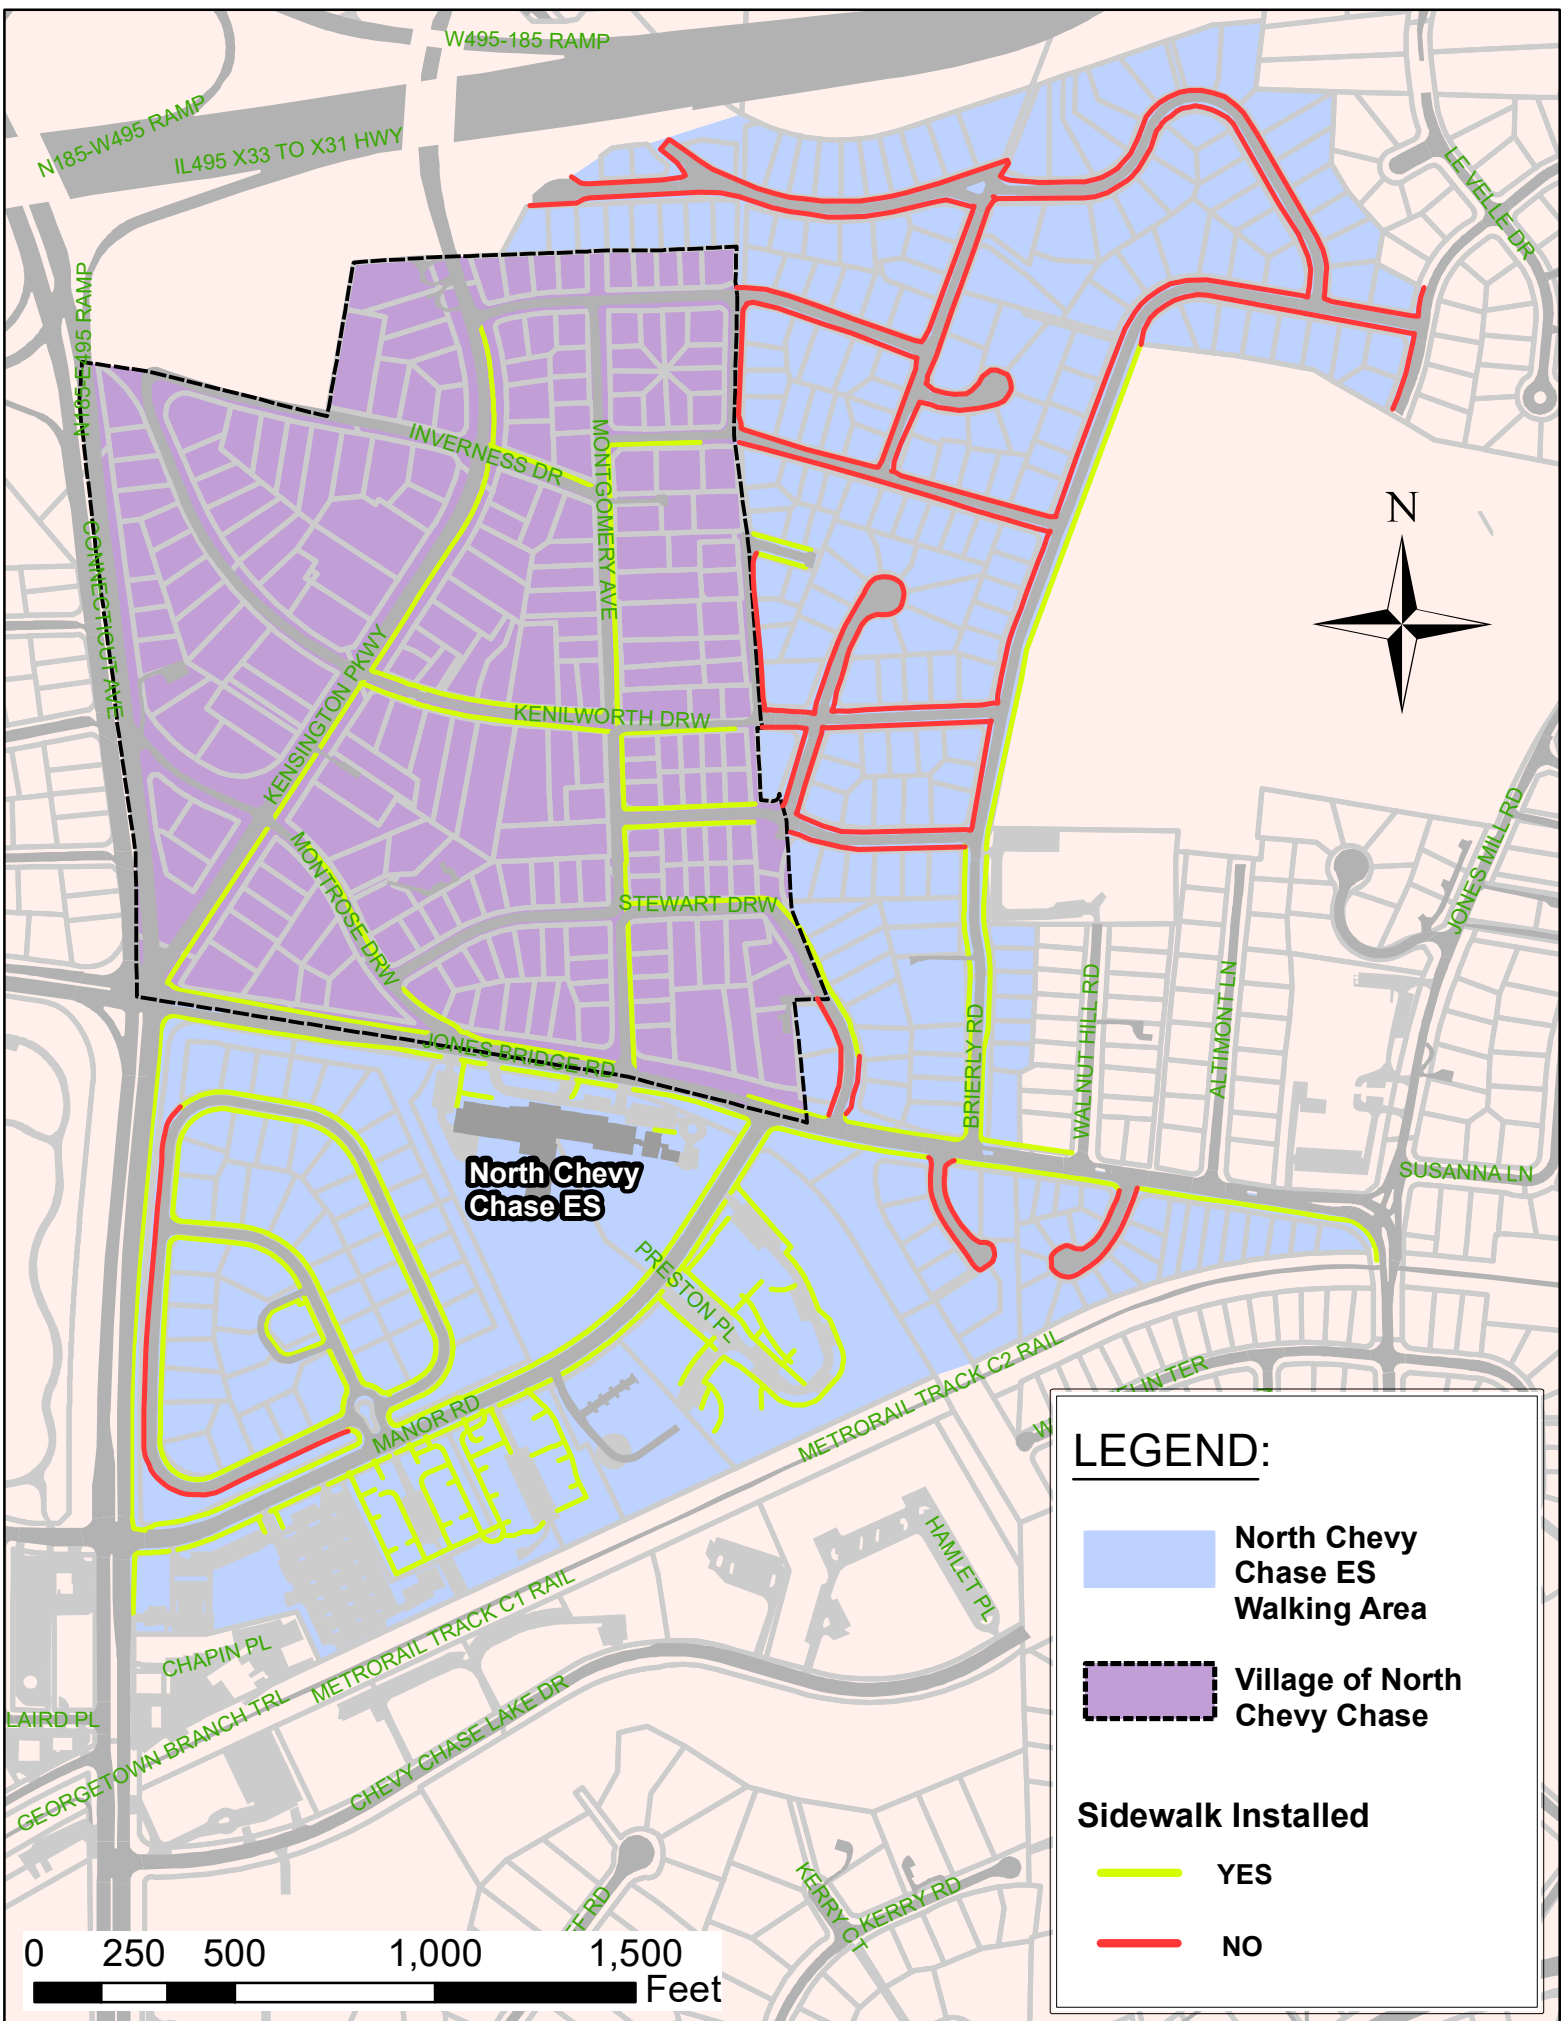 W495-185 RAMP
N185-W495 RAMP
IL495 X33 TO X31 HWY
LEVELLE DR
N185-E495 RAMP
INVERNESS DR
MONTGOMERY AVE
N
CONNECTICUT AVE
KENSINGTON PKWY
KENILWORTH DRW
JONES MILL RD
MONTROSE DRW
STEWART DRW
BRIERLY RD
WALNUT HILL RD
ALTIMONT LN
JONES BRIDGE RD
North Chevy
Chase ES
SUSANNA LN
PRESTON PL
MANOR RD
METRORAIL TRACK C2 RAIL
ELIN TER
W
LEGEND:
North Chevy
Chase ES
Walking Area
Village of North
Chevy Chase
Sidewalk Installed
YES
NO
HAMLET PL
METRORAIL TRACK C1 RAIL
CHAPIN PL
LAIRD PL
GEORGETOWN BRANCH TRL
CHEVY CHASE LAKE DR
KERRY CT
KERRY RD
FF RD
0 250 500 1,000 1,500
Feet